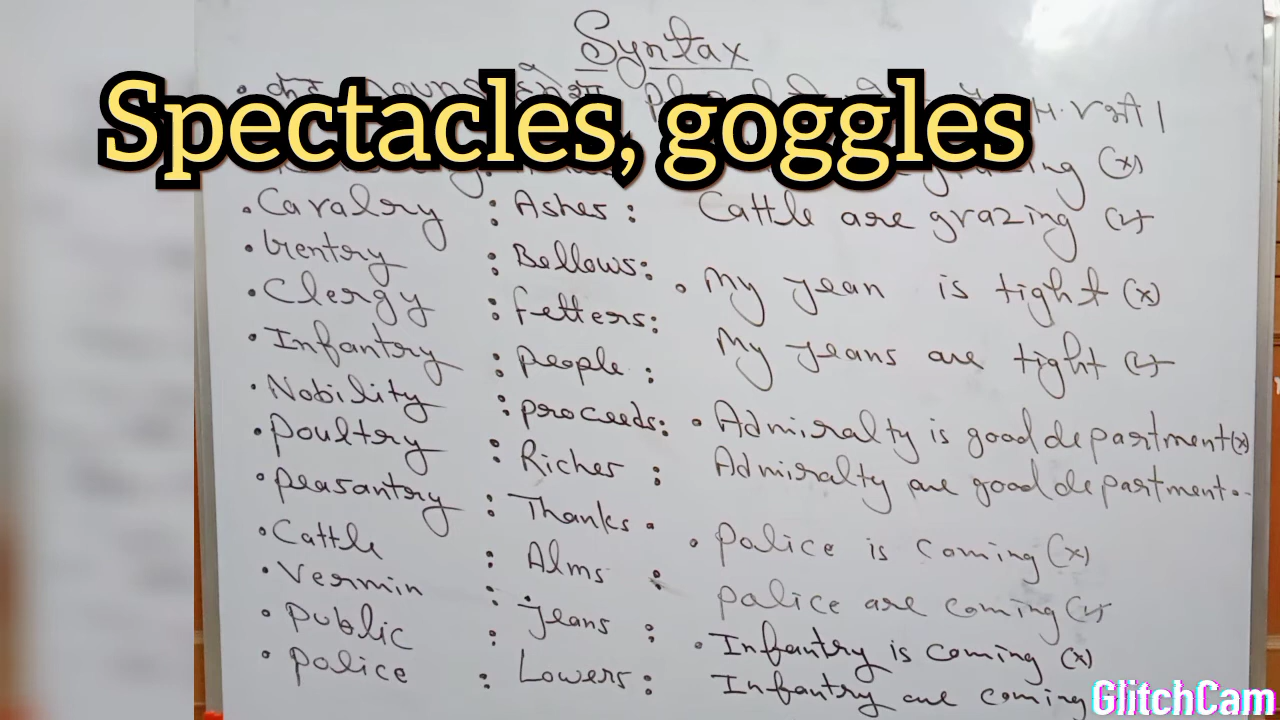 Syntax
Spectacles, goggles
grazing (x)
Cavalry : Ashes : Cattle are grazing (✓)
Gentry : Bellows :
Clergy : Fetters : My jean is tight (x)
Infantry : people : My jeans are tight (✓)
Nobility : proceeds :
Poultry : Riches : Admiralty is good department (x)
peasantry : Thanks Admiralty are good department
Cattle : Alms : police is coming (x)
Vermin : Jeans : palice are coming (✓)
public : Infantry is coming (x)
police : Lowers : Infantry are coming
GlitchCam